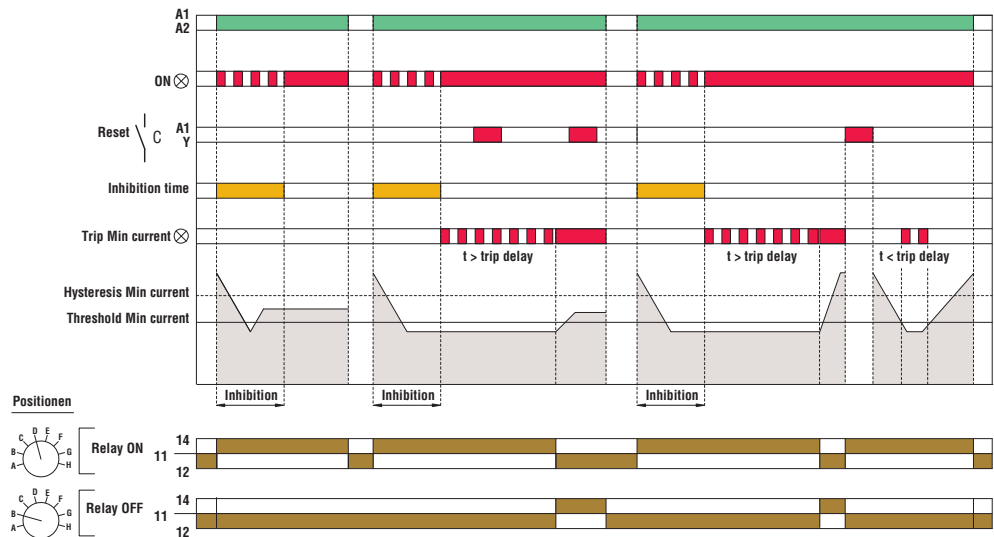 A1
A2
ON
Reset C A1
Y
Inhibition time
Trip Min current
t > trip delay t > trip delay t < trip delay
Hysteresis Min current
Threshold Min current
Inhibition Inhibition Inhibition
Positionen
A B C D E F G H Relay ON 14
11
12
A B C D E F G H Relay OFF 14
11
12